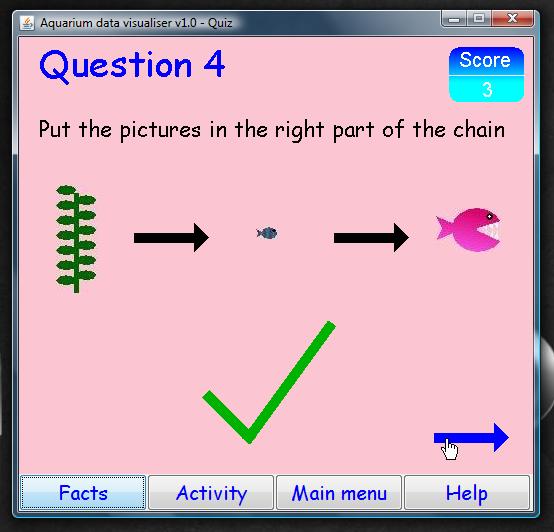 Aquarium data visualiser v1.0 - Quiz
Question 4
Score
3
Put the pictures in the right part of the chain
Facts
Activity
Main menu
Help